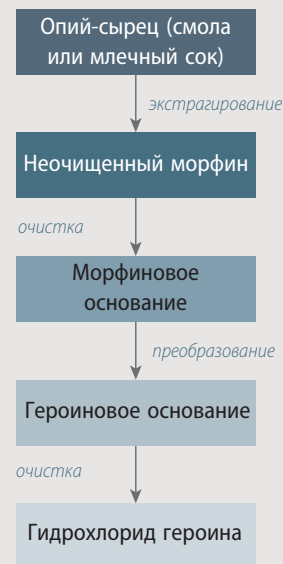 Опий-сырец (смола
или млечный сок)
экстрагирование
Неочищенный морфин
очистка
Морфиновое
основание
преобразование
Героиновое основание
очистка
Гидрохлорид героина